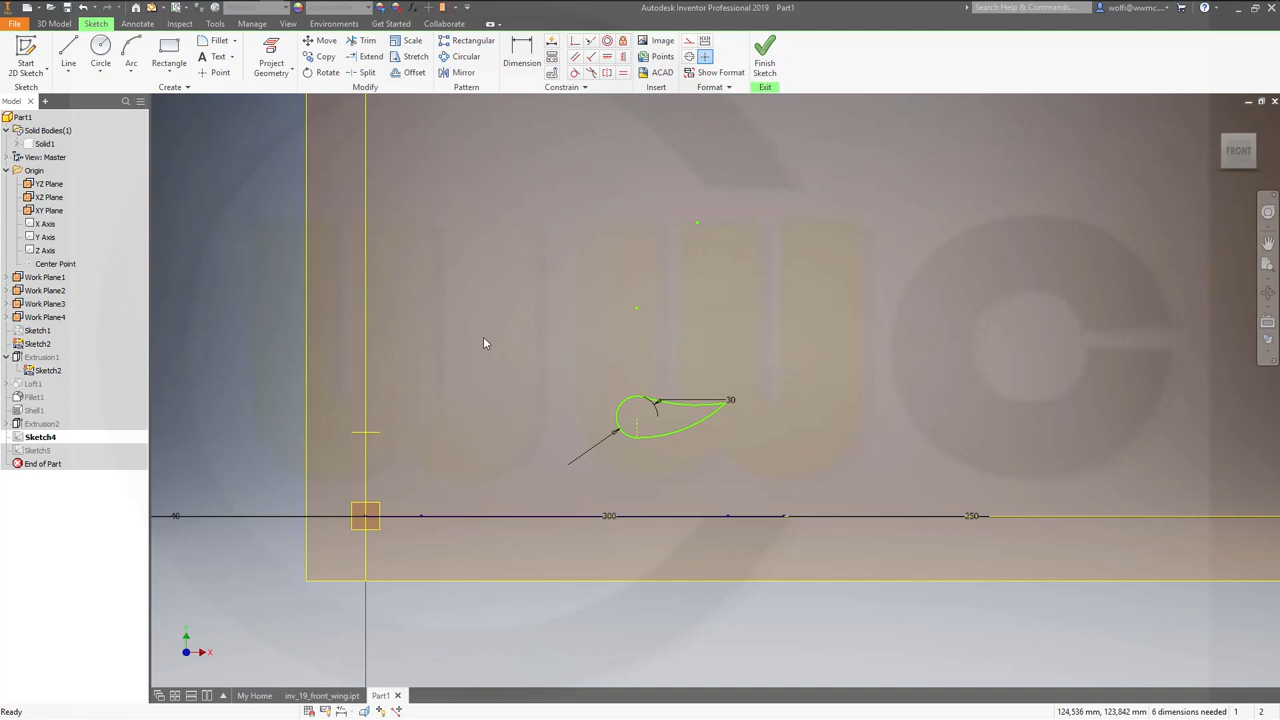 Autodesk Inventor Professional 2019   Part1
Search Help & Commands...
wolfi@wwmc...
File 3D Model Sketch Annotate Inspect Tools Manage View Environments Get Started Collaborate
Start
2D Sketch
Line
Circle
Arc
Rectangle
Fillet
Text
Point
Project
Geometry
Move
Copy
Rotate
Trim
Extend
Split
Scale
Stretch
Offset
Rectangular
Circular
Mirror
Dimension
Image
Points
ACAD
Show Format
Finish
Sketch
Sketch
Create
Modify
Pattern
Constrain
Insert
Format
Exit
Model
Part1
Solid Bodies(1)
Solid1
View: Master
Origin
YZ Plane
XZ Plane
XY Plane
X Axis
Y Axis
Z Axis
Center Point
Work Plane1
Work Plane2
Work Plane3
Work Plane4
Sketch1
Sketch2
Extrusion1
Sketch2
Loft1
Fillet1
Shell1
Extrusion2
Sketch4
Sketch5
End of Part
FRONT
30
300
250
X
My Home
inv_19_front_wing.ipt
Part1
Ready
124,536 mm, 123,842 mm
6 dimensions needed
1
2